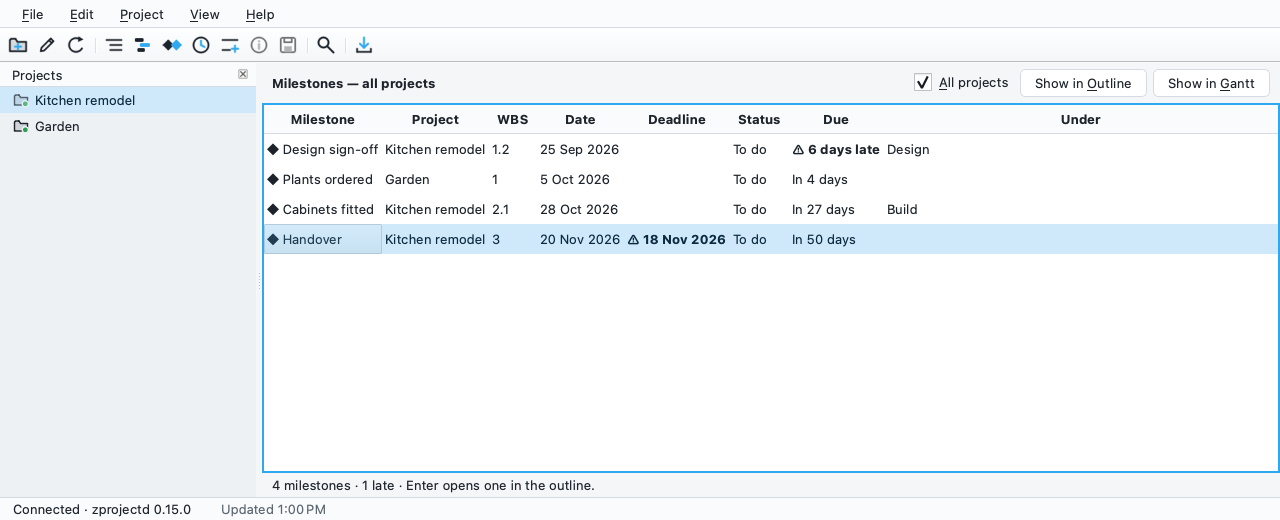 File Edit Project View Help
Projects
Kitchen remodel
Garden
Milestones — all projects
All projects
Show in Outline
Show in Gantt
Milestone Project WBS Date Deadline Status Due Under
Design sign-off Kitchen remodel 1.2 25 Sep 2026 To do ⚠ 6 days late Design
Plants ordered Garden 1 5 Oct 2026 To do In 4 days
Cabinets fitted Kitchen remodel 2.1 28 Oct 2026 To do In 27 days Build
Handover Kitchen remodel 3 20 Nov 2026 ⚠ 18 Nov 2026 To do In 50 days
4 milestones · 1 late · Enter opens one in the outline.
Connected · zprojectd 0.15.0 Updated 1:00 PM